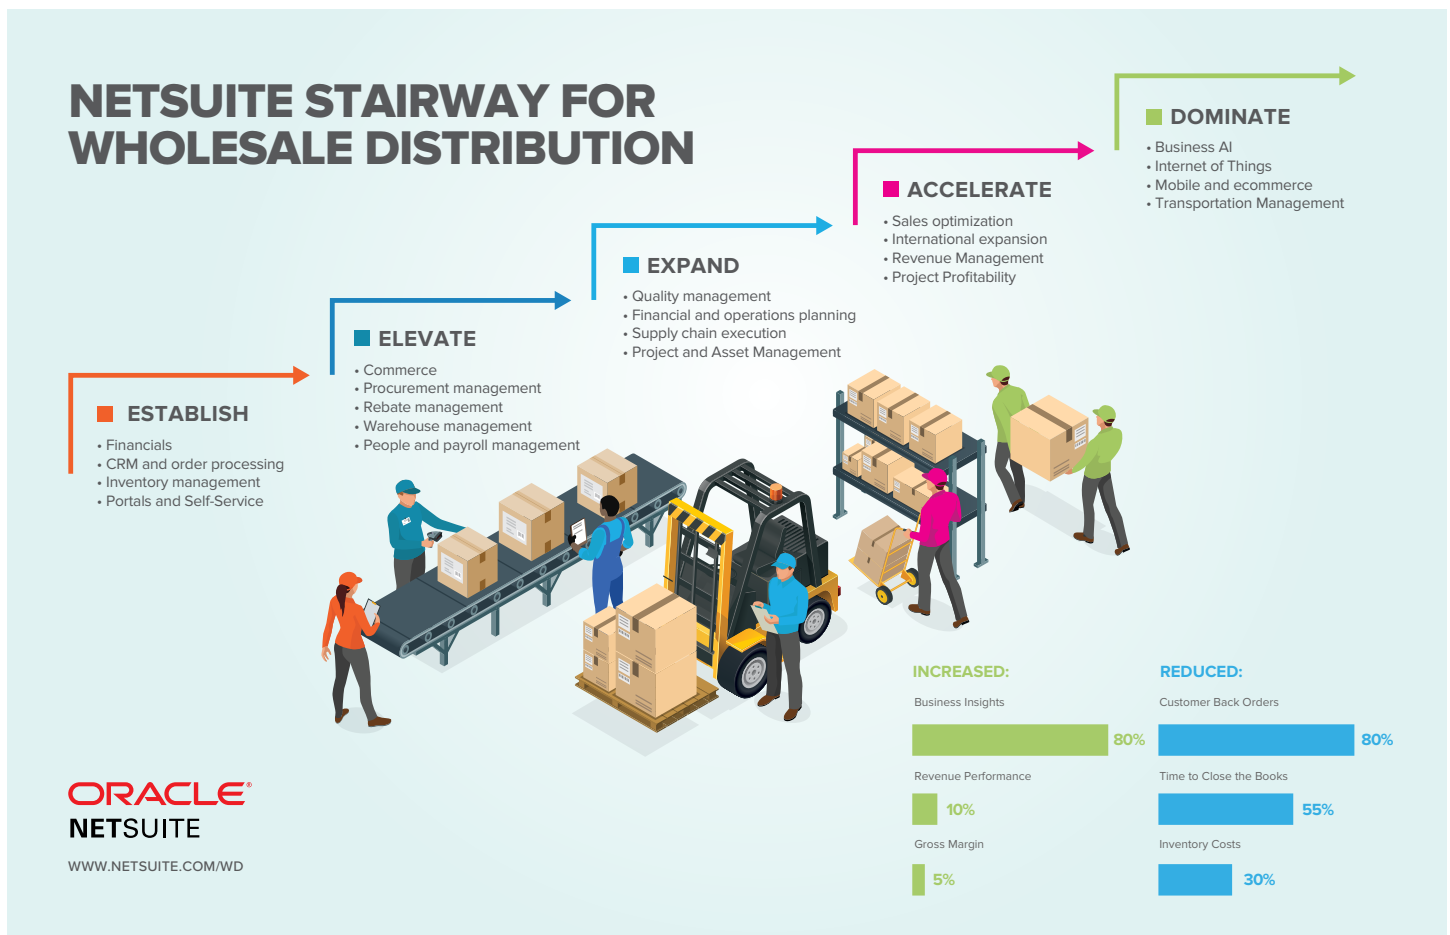 NETSUITE STAIRWAY FOR
WHOLESALE DISTRIBUTION
ESTABLISH
• Financials
• CRM and order processing
• Inventory management
• Portals and Self-Service
ELEVATE
• Commerce
• Procurement management
• Rebate management
• Warehouse management
• People and payroll management
EXPAND
• Quality management
• Financial and operations planning
• Supply chain execution
• Project and Asset Management
ACCELERATE
• Sales optimization
• International expansion
• Revenue Management
• Project Profitability
DOMINATE
• Business AI
• Internet of Things
• Mobile and ecommerce
• Transportation Management
INCREASED:
Business Insights
80%
Revenue Performance
10%
Gross Margin
5%
REDUCED:
Customer Back Orders
80%
Time to Close the Books
55%
Inventory Costs
30%
ORACLE®
NETSUITE
WWW.NETSUITE.COM/WD